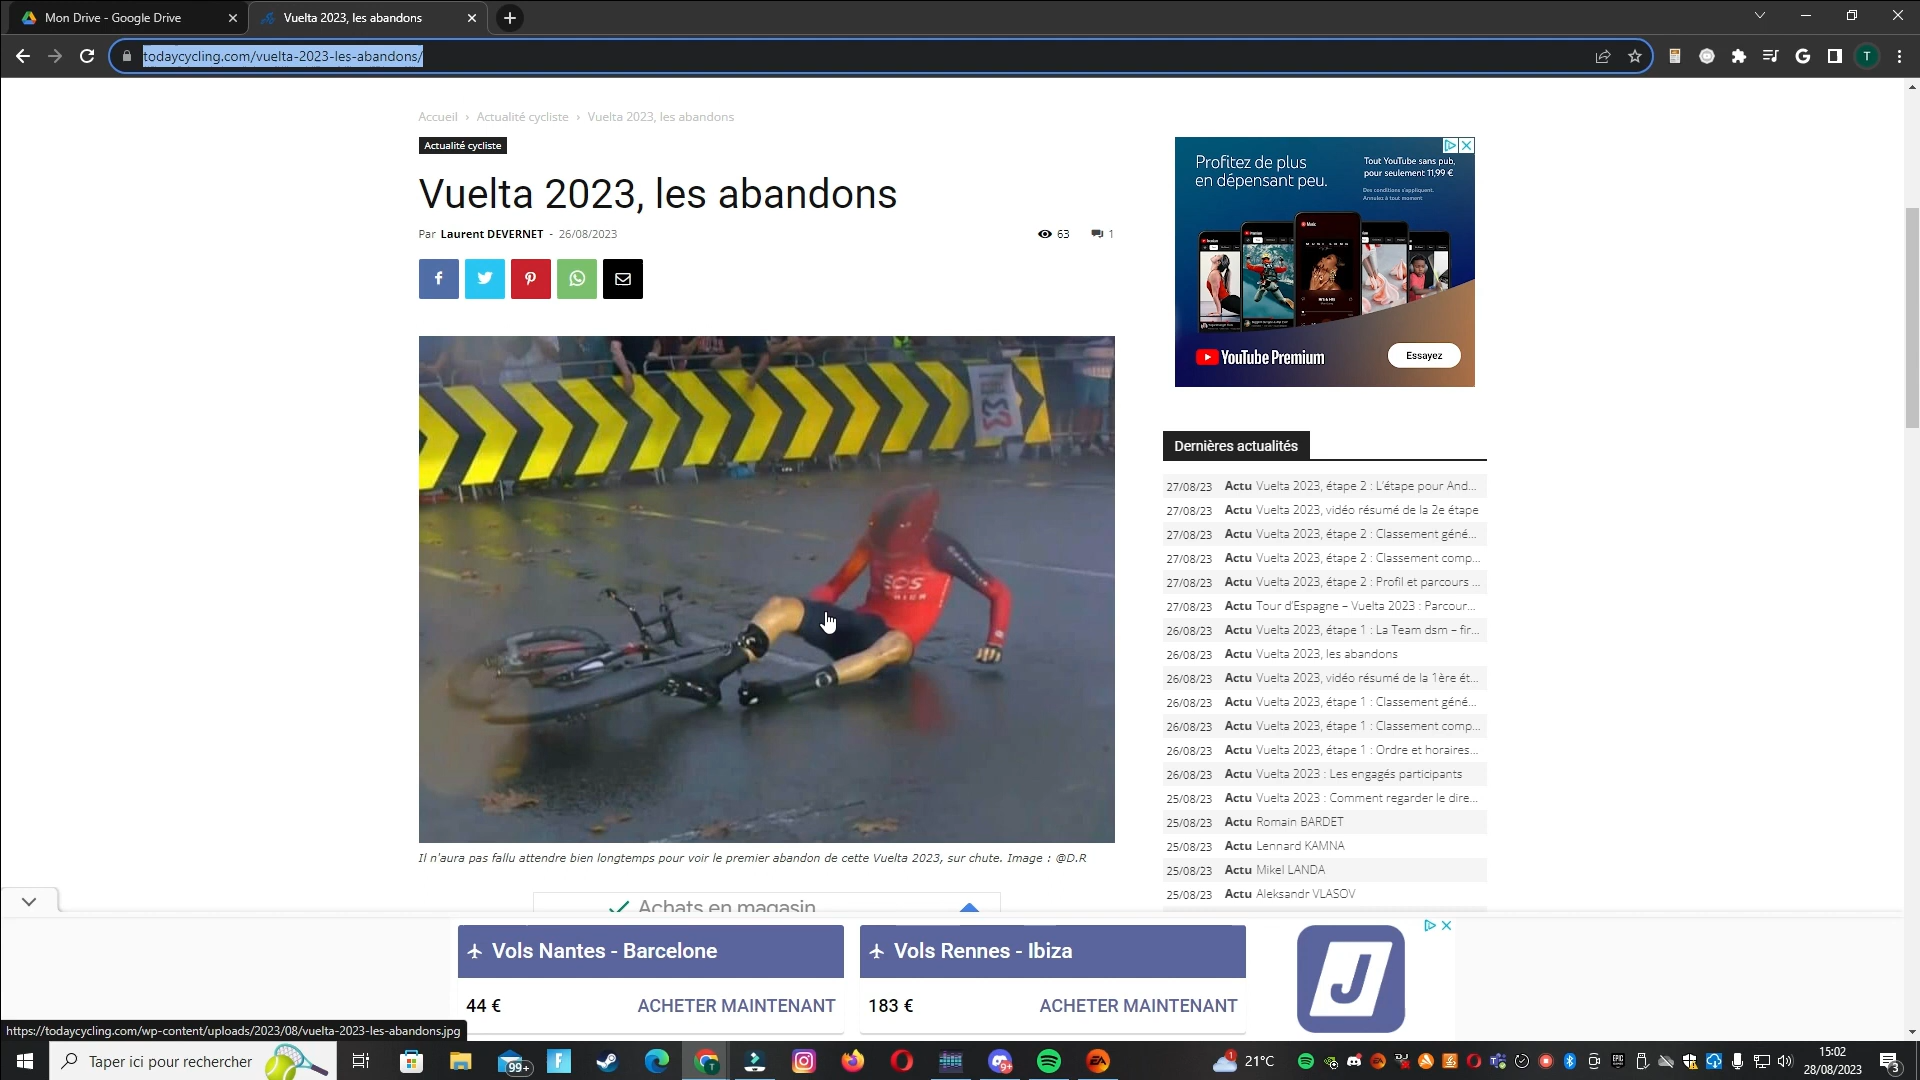 Mon Drive - Google Drive
Vuelta 2023, les abandons
todaycycling.com/vuelta-2023-les-abandons/
T
Accueil › Actualité cycliste › Vuelta 2023, les abandons
Actualité cycliste
Vuelta 2023, les abandons
Par Laurent DEVERNET - 26/08/2023
63
1
Profitez de plus
en dépensant peu.
Tout YouTube sans pub,
pour seulement 11,99 €
Des conditions s'appliquent.
Annulez à tout moment
YouTube Premium
Essayez
Dernières actualités
27/08/23 Actu Vuelta 2023, étape 2 : L'étape pour And...
27/08/23 Actu Vuelta 2023, vidéo résumé de la 2e étape
27/08/23 Actu Vuelta 2023, étape 2 : Classement géné...
27/08/23 Actu Vuelta 2023, étape 2 : Classement comp...
27/08/23 Actu Vuelta 2023, étape 2 : Profil et parcours ...
27/08/23 Actu Tour d'Espagne – Vuelta 2023 : Parcour...
26/08/23 Actu Vuelta 2023, étape 1 : La Team dsm – fir...
26/08/23 Actu Vuelta 2023, les abandons
26/08/23 Actu Vuelta 2023, vidéo résumé de la 1ère ét...
26/08/23 Actu Vuelta 2023, étape 1 : Classement géné...
26/08/23 Actu Vuelta 2023, étape 1 : Classement comp...
26/08/23 Actu Vuelta 2023, étape 1 : Ordre et horaires...
26/08/23 Actu Vuelta 2023 : Les engagés participants
25/08/23 Actu Vuelta 2023 : Comment regarder le dire...
25/08/23 Actu Romain BARDET
25/08/23 Actu Lennard KAMNA
25/08/23 Actu Mikel LANDA
25/08/23 Actu Aleksandr VLASOV
Il n'aura pas fallu attendre bien longtemps pour voir le premier abandon de cette Vuelta 2023, sur chute. Image : @D.R
Achats en magasin
Vols Nantes - Barcelone
44 €
ACHETER MAINTENANT
Vols Rennes - Ibiza
183 €
ACHETER MAINTENANT
J
https://todaycycling.com/wp-content/uploads/2023/08/vuelta-2023-les-abandons.jpg
Taper ici pour rechercher
99+
21°C
15:02
28/08/2023
3